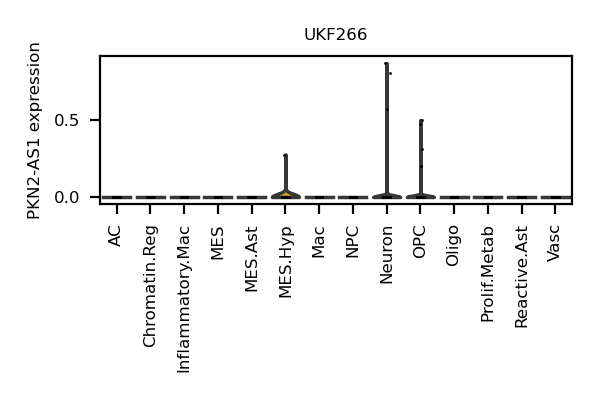 UKF266
PKN2-AS1 expression
0.5
0.0
AC
Chromatin.Reg
Inflammatory.Mac
MES
MES.Ast
MES.Hyp
Mac
NPC
Neuron
OPC
Oligo
Prolif.Metab
Reactive.Ast
Vasc